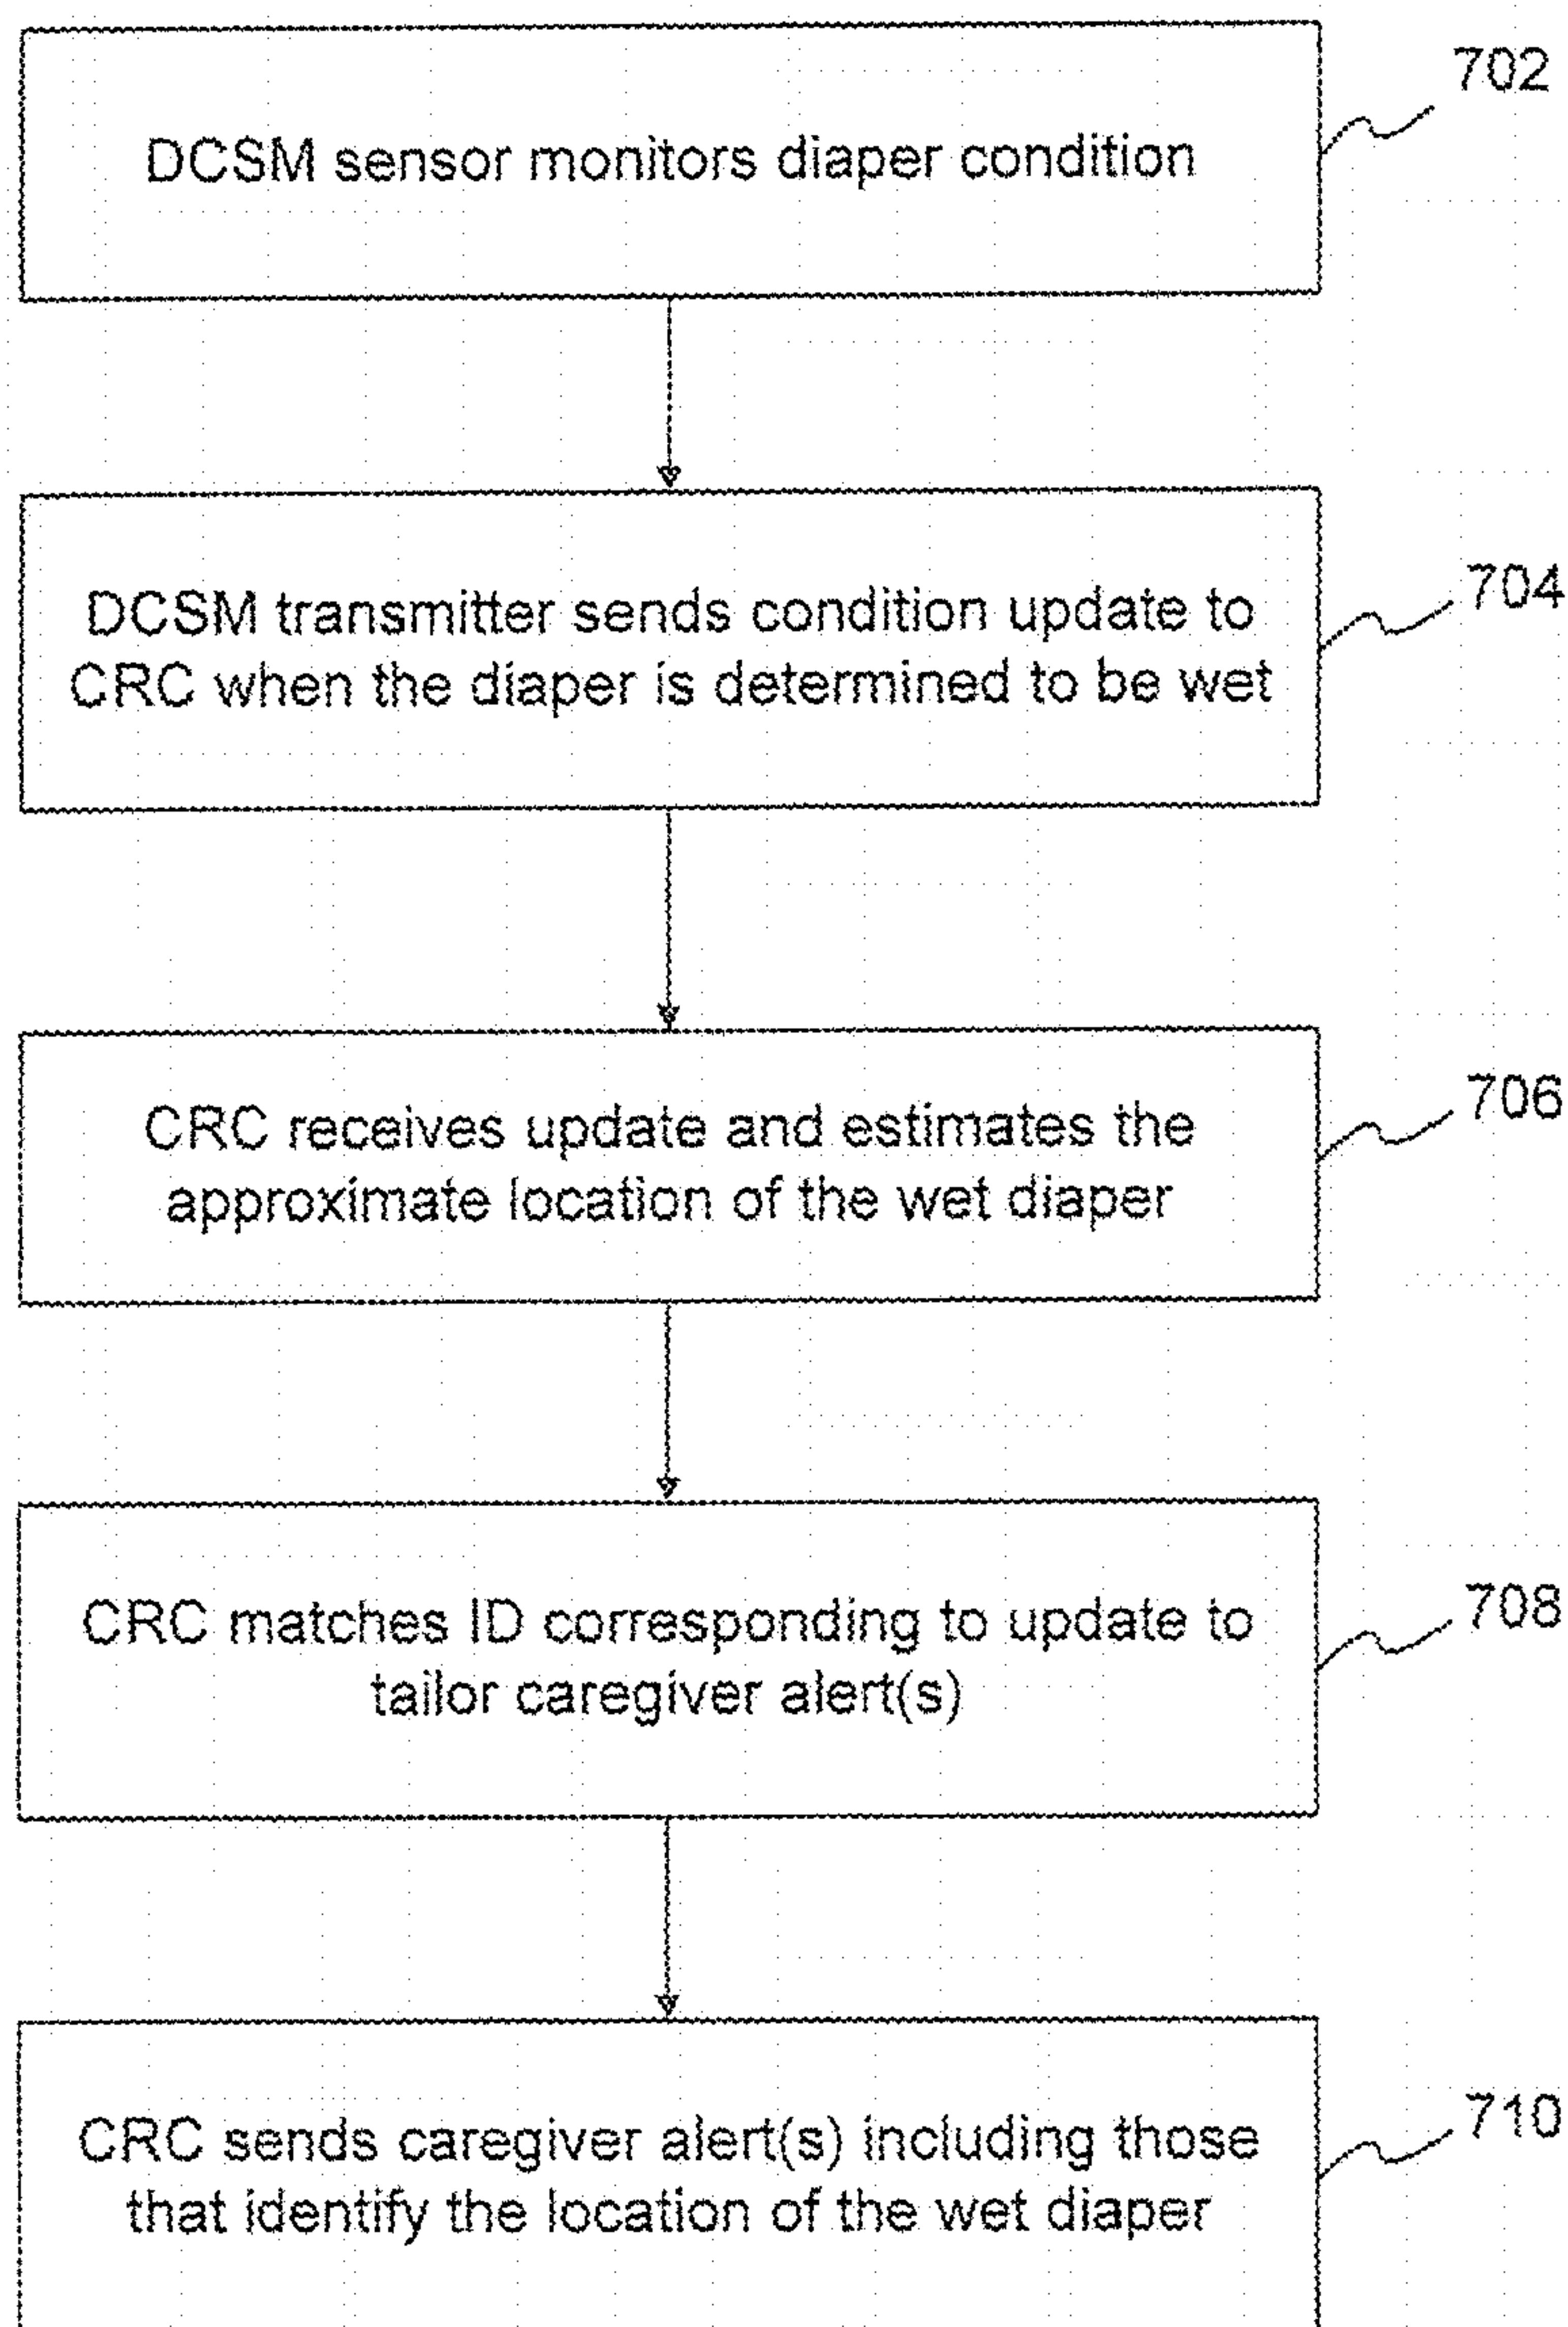 702
DCSM sensor monitors diaper condition
704
DCSM transmitter sends condition update to
CRC when the diaper is determined to be wet
706
CRC receives update and estimates the
approximate location of the wet diaper
708
CRC matches ID corresponding to update to
tailor caregiver alert(s)
710
CRC sends caregiver alert(s) including those
that identify the location of the wet diaper